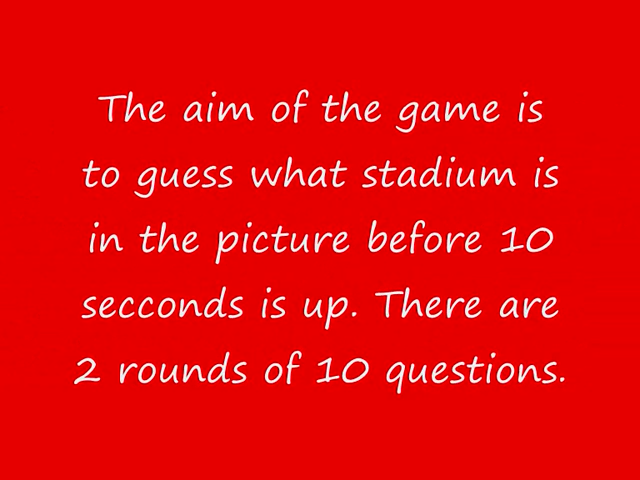 The aim of the game is
to guess what stadium is
in the picture before 10
secconds is up. There are
2 rounds of 10 questions.